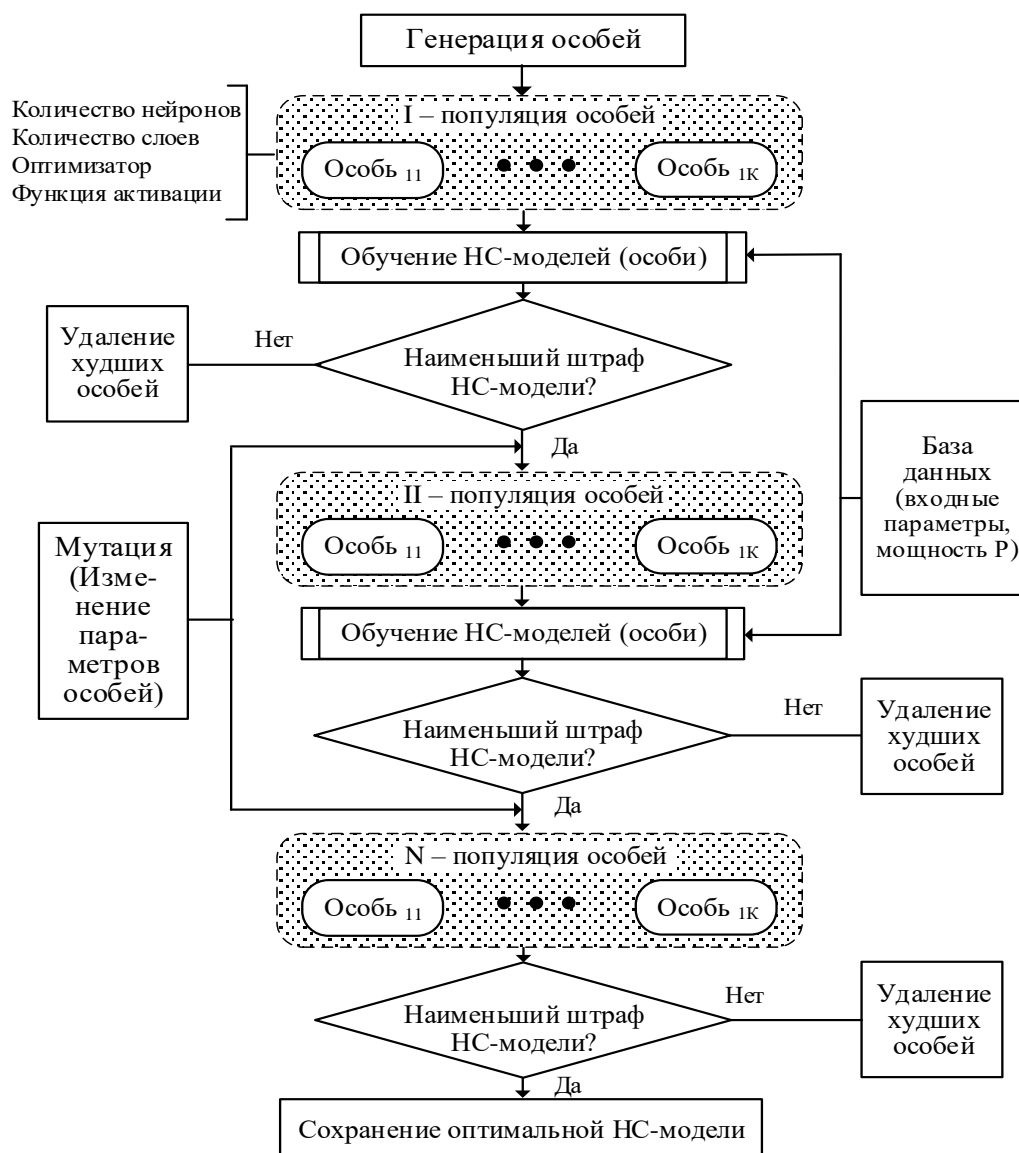 Генерация особей
Количество нейронов
Количество слоев
Оптимизатор
Функция активации
I – популяция особей
Особь 11
Особь 1К
Обучение НС-моделей (особи)
Удаление
худших
особей
Нет
Наименьший штраф
НС-модели?
Да
База
данных
(входные
параметры,
мощность P)
II – популяция особей
Особь 11
Особь 1К
Мутация
(Изме-
нение
пара-
метров
особей)
Обучение НС-моделей (особи)
Наименьший штраф
НС-модели?
Нет
Удаление
худших
особей
Да
N – популяция особей
Особь 11
Особь 1К
Наименьший штраф
НС-модели?
Нет
Удаление
худших
особей
Да
Сохранение оптимальной НС-модели